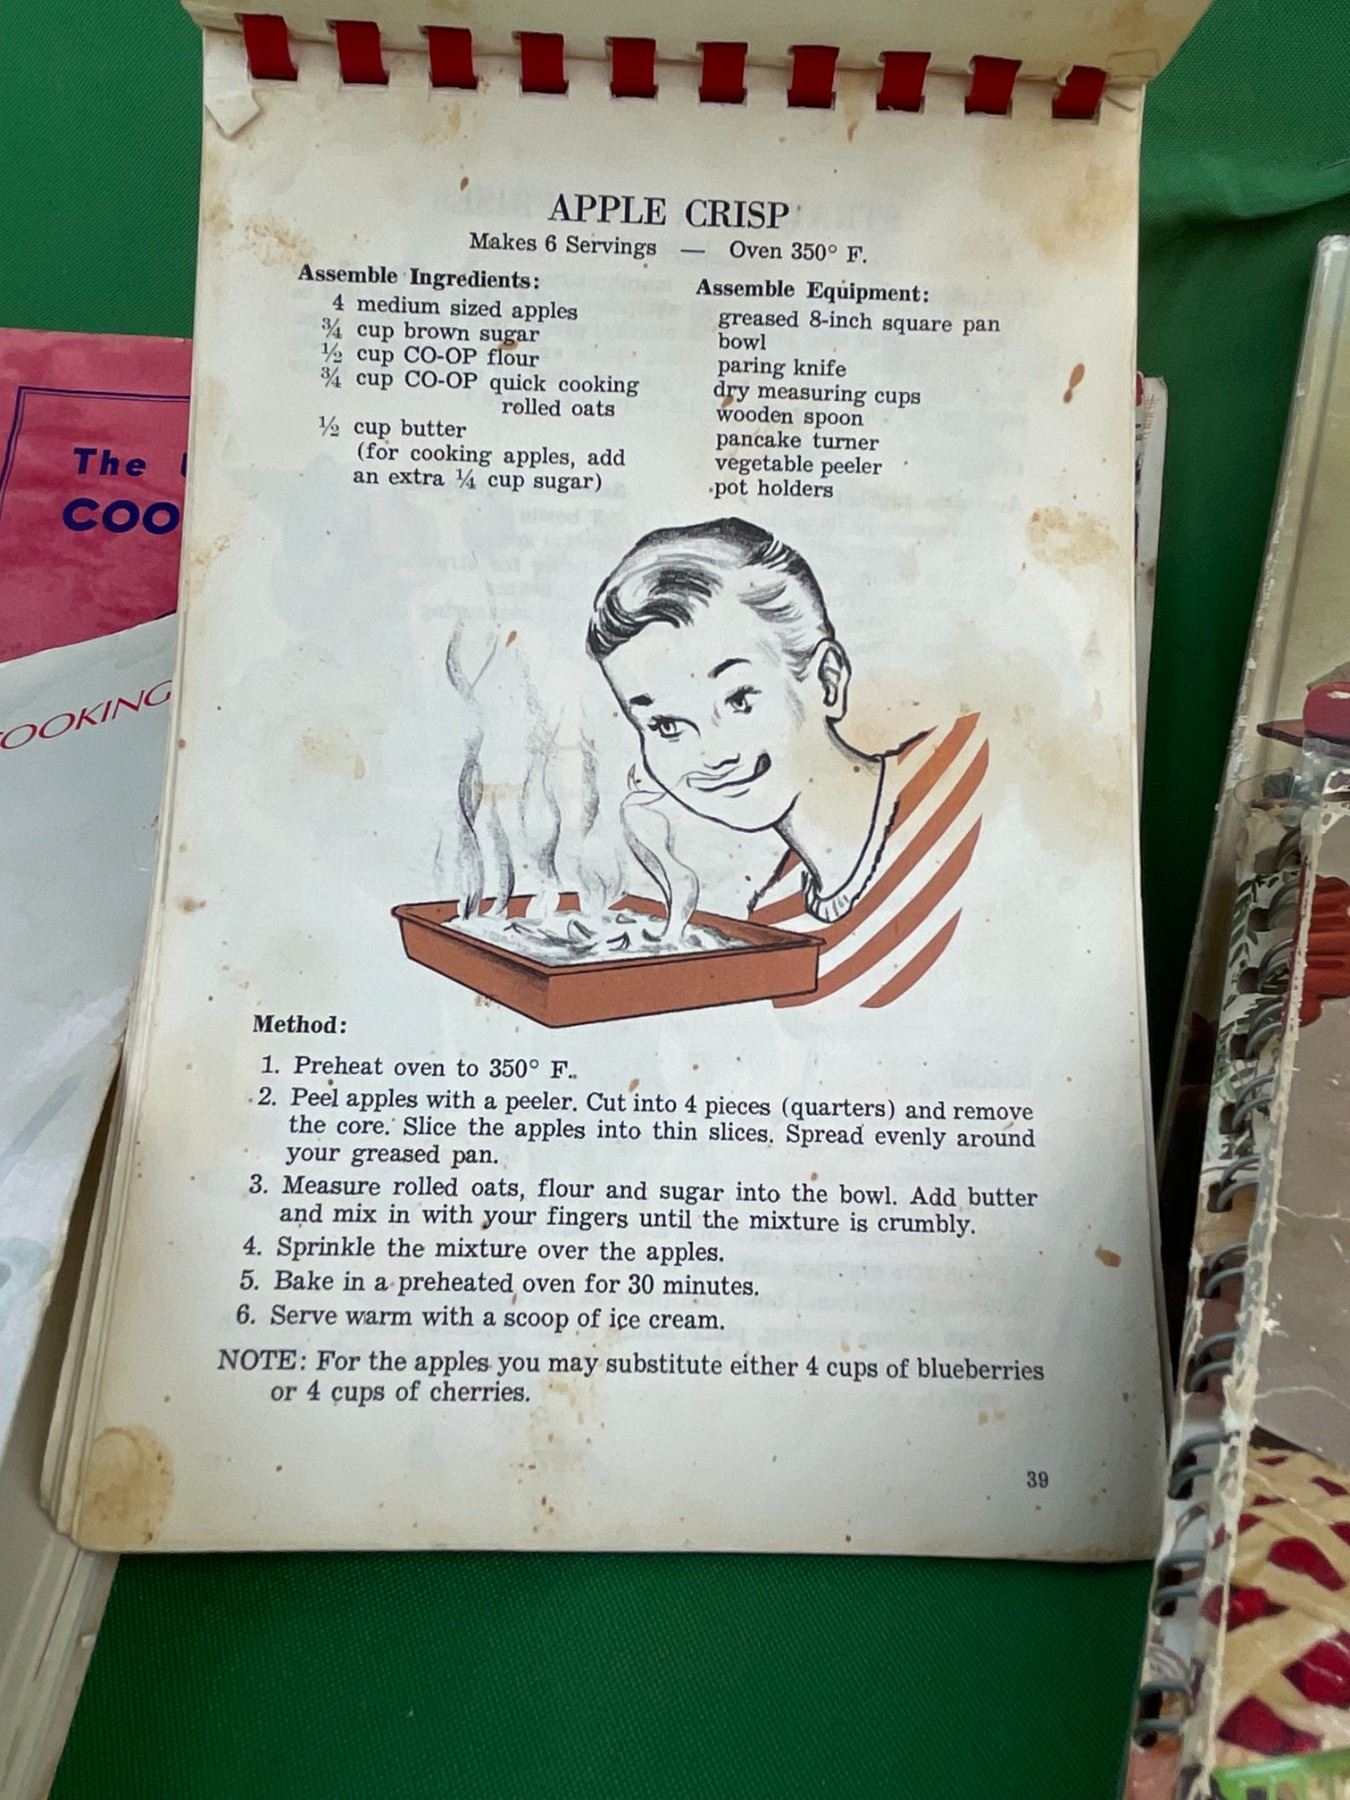 APPLE CRISP
Makes 6 Servings — Oven 350° F.
Assemble Ingredients:
4 medium sized apples
¾ cup brown sugar
½ cup CO-OP flour
¾ cup CO-OP quick cooking
rolled oats
½ cup butter
(for cooking apples, add
an extra ¼ cup sugar)
Assemble Equipment:
greased 8-inch square pan
bowl
paring knife
dry measuring cups
wooden spoon
pancake turner
vegetable peeler
pot holders
Method:
1. Preheat oven to 350° F.
2. Peel apples with a peeler. Cut into 4 pieces (quarters) and remove
the core. Slice the apples into thin slices. Spread evenly around
your greased pan.
3. Measure rolled oats, flour and sugar into the bowl. Add butter
and mix in with your fingers until the mixture is crumbly.
4. Sprinkle the mixture over the apples.
5. Bake in a preheated oven for 30 minutes.
6. Serve warm with a scoop of ice cream.
NOTE: For the apples you may substitute either 4 cups of blueberries
or 4 cups of cherries.
39
The
COO
OOKING